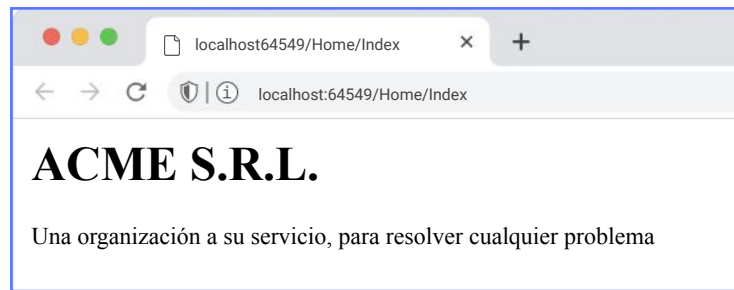 localhost64549/Home/Index
localhost:64549/Home/Index
ACME S.R.L.
Una organización a su servicio, para resolver cualquier problema